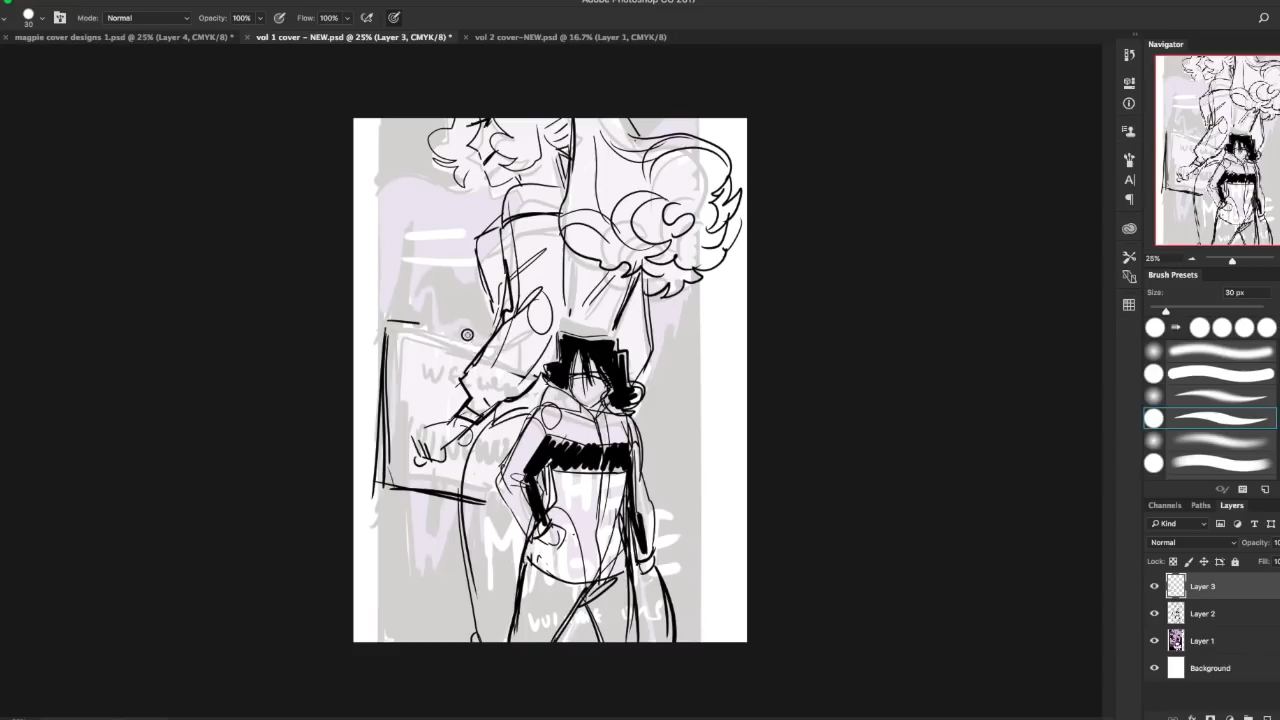 Adobe Photoshop CC 2017
30 Mode: Normal Opacity: 100% Flow: 100%
magpie cover designs 1.psd @ 25% (Layer 4, CMYK/8) * vol 1 cover - NEW.psd @ 25% (Layer 3, CMYK/8) * vol 2 cover-NEW.psd @ 16.7% (Layer 1, CMYK/8)
Navigator
25%
Brush Presets
Size: 30 px
Channels Paths Layers
Kind
Normal Opacity: 10
Lock: Fill: 10
Layer 3
Layer 2
Layer 1
Background